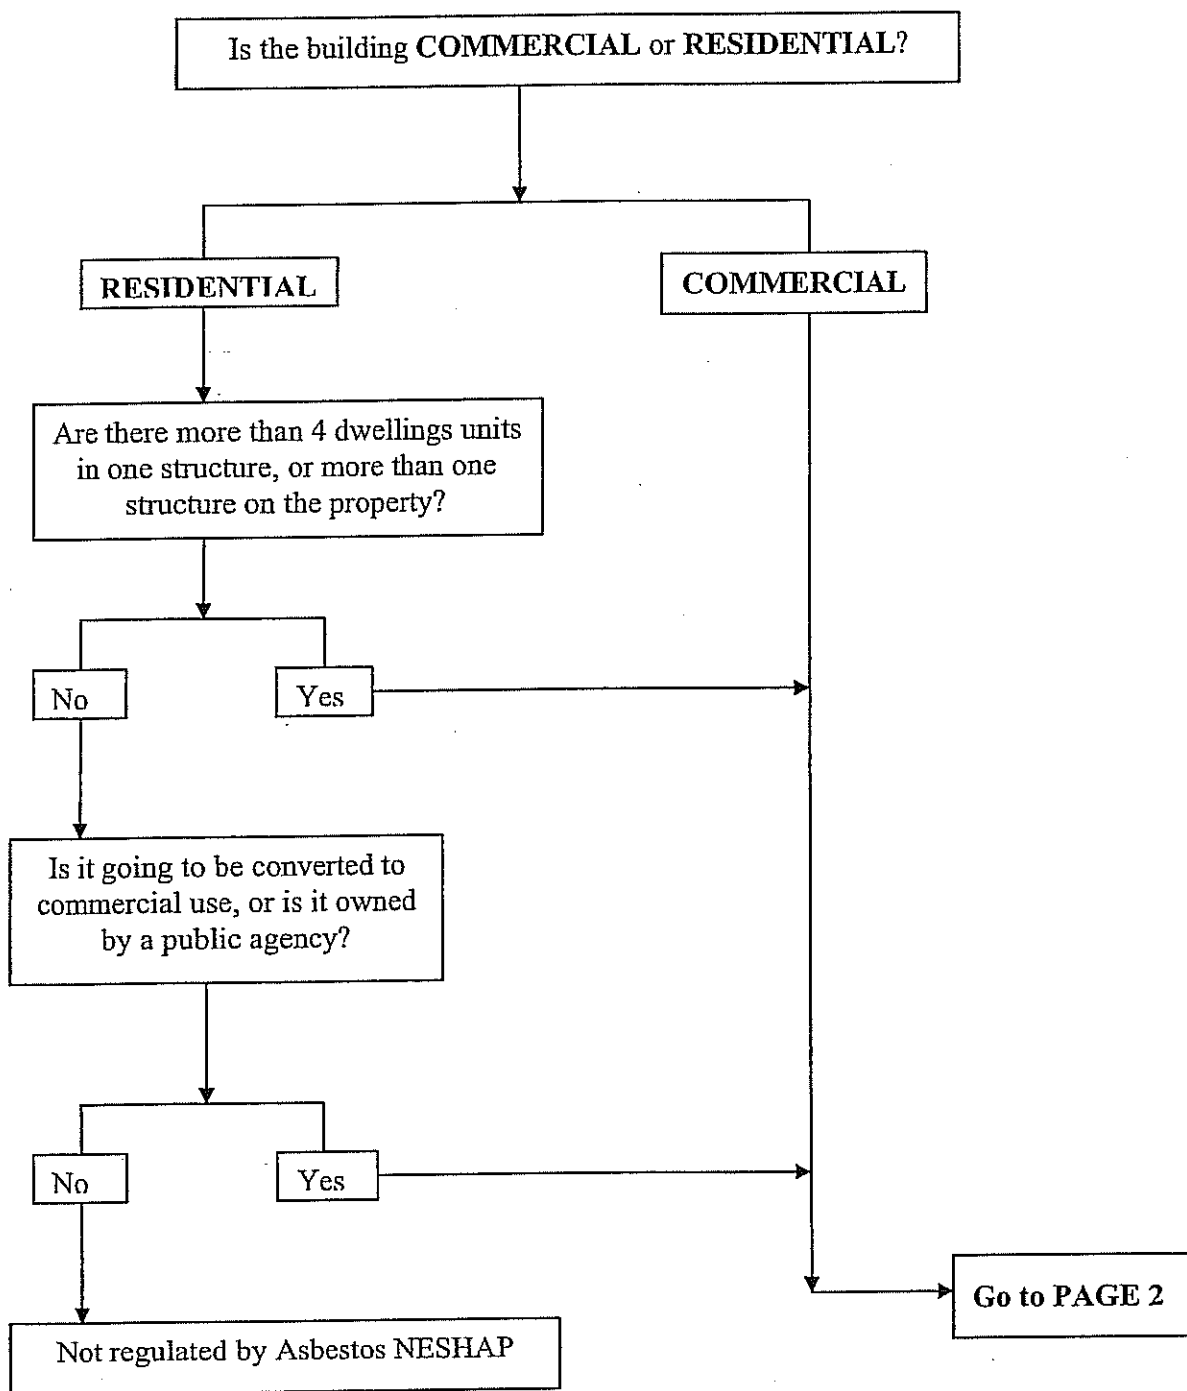 Is the building COMMERCIAL or RESIDENTIAL?
RESIDENTIAL
COMMERCIAL
Are there more than 4 dwellings units
in one structure, or more than one
structure on the property?
No
Yes
Is it going to be converted to
commercial use, or is it owned
by a public agency?
No
Yes
Go to PAGE 2
Not regulated by Asbestos NESHAP